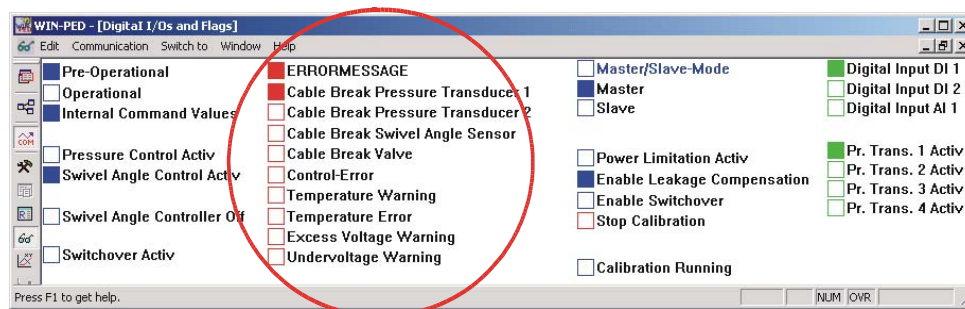 WIN-PED - [Digital I/Os and Flags]
Edit Communication Switch to Window Help
Pre-Operational
Operational
Internal Command Values
Pressure Control Activ
Swivel Angle Control Activ
Swivel Angle Controller Off
Switchover Activ
ERRORMESSAGE
Cable Break Pressure Transducer 1
Cable Break Pressure Transducer 2
Cable Break Swivel Angle Sensor
Cable Break Valve
Control-Error
Temperature Warning
Temperature Error
Excess Voltage Warning
Undervoltage Warning
Master/Slave-Mode
Master
Slave
Power Limitation Activ
Enable Leakage Compensation
Enable Switchover
Stop Calibration
Calibration Running
Digital Input DI 1
Digital Input DI 2
Digital Input AI 1
Pr. Trans. 1 Activ
Pr. Trans. 2 Activ
Pr. Trans. 3 Activ
Pr. Trans. 4 Activ
COM
R
XY
Press F1 to get help.
NUM OVR